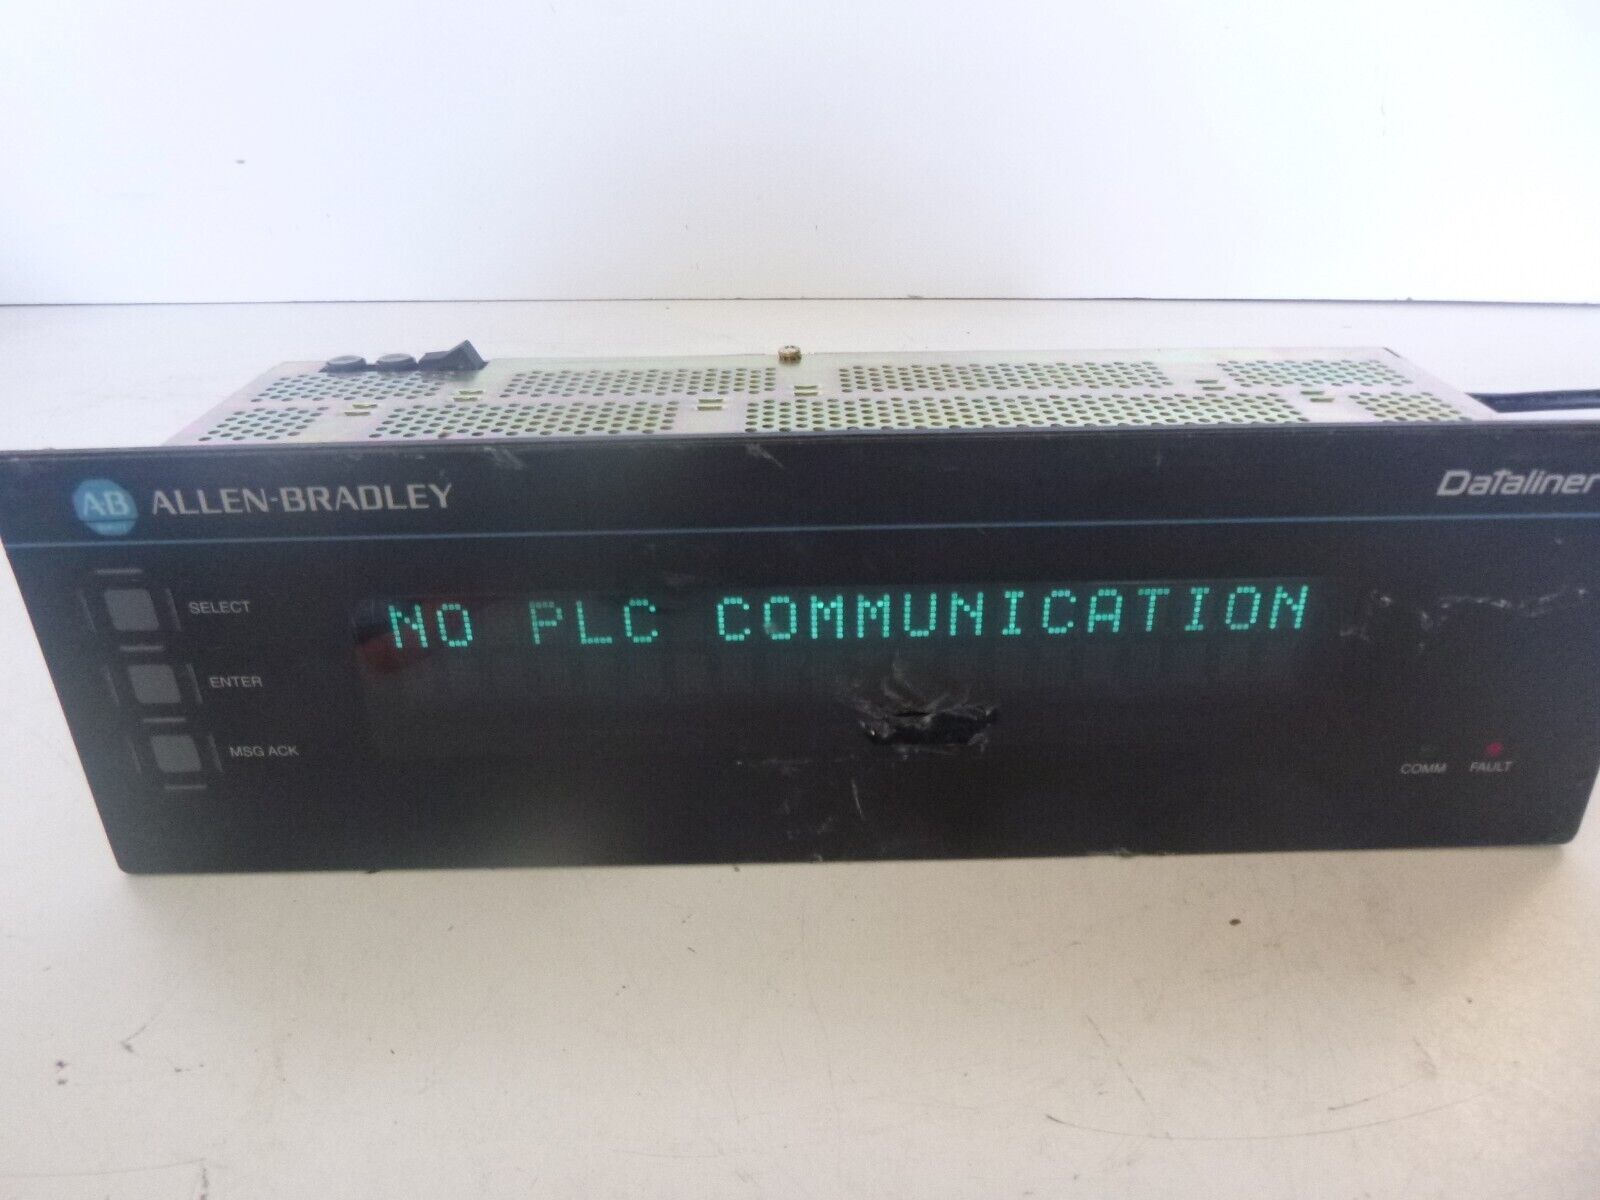 A-B ALLEN-BRADLEY
Dataliner
SELECT
NO PLC COMMUNICATION
ENTER
MSG ACK
COMM FAULT